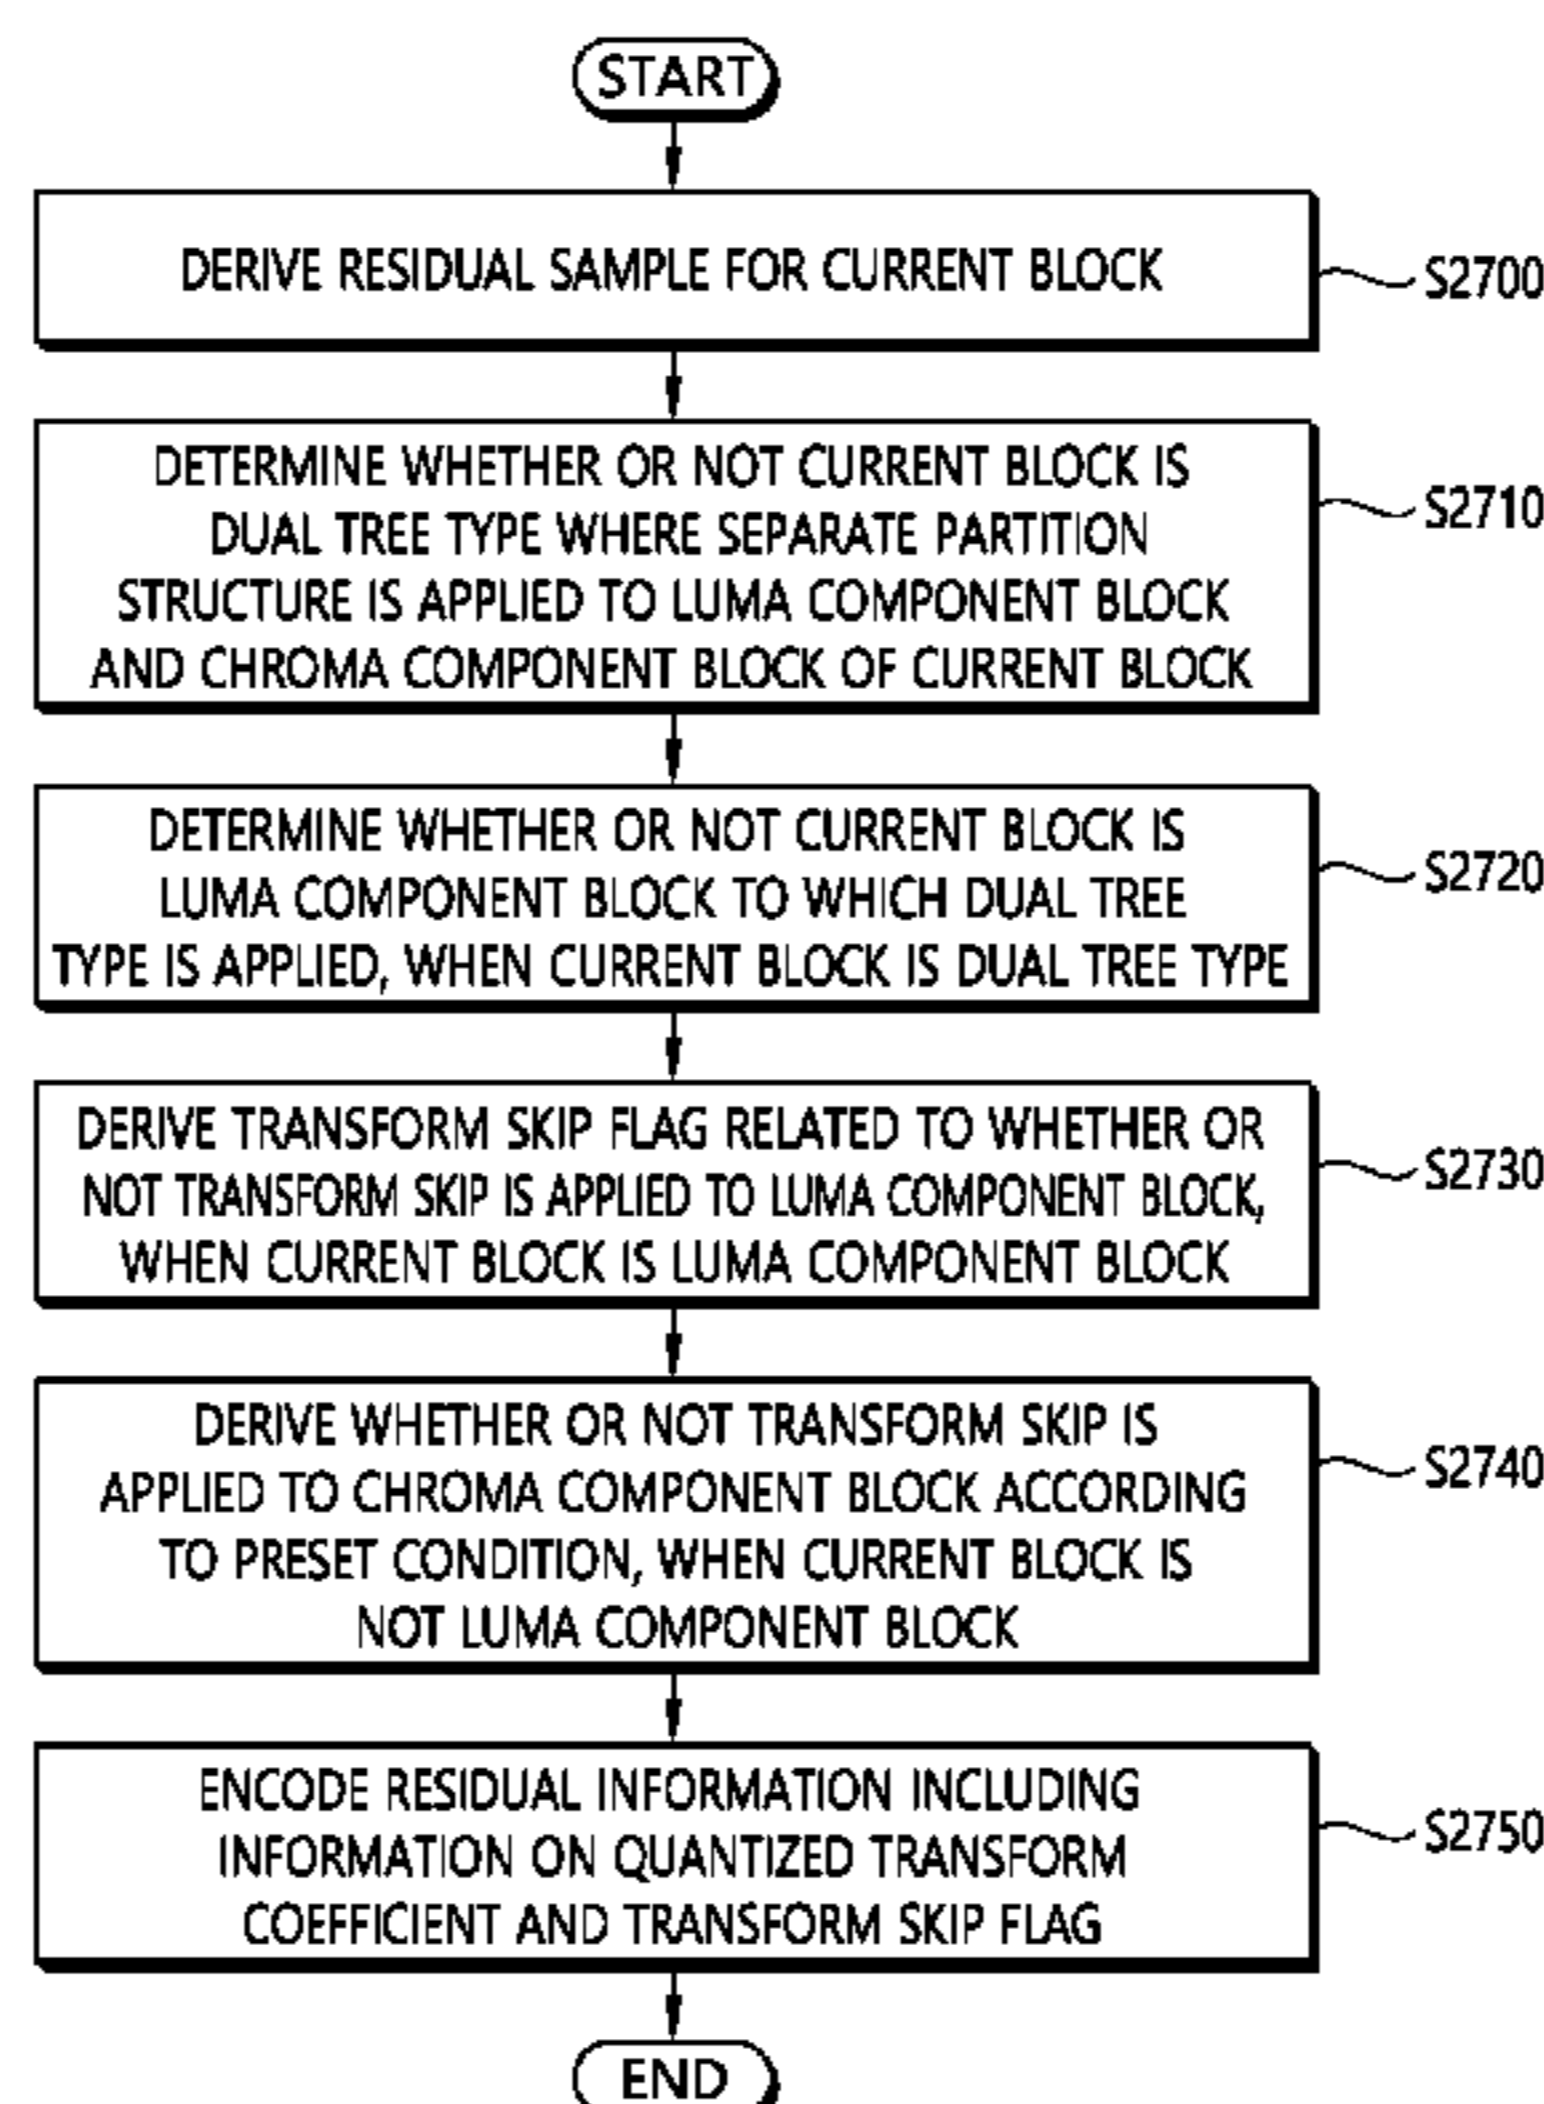 START
DERIVE RESIDUAL SAMPLE FOR CURRENT BLOCK
S2700
DETERMINE WHETHER OR NOT CURRENT BLOCK IS
DUAL TREE TYPE WHERE SEPARATE PARTITION
STRUCTURE IS APPLIED TO LUMA COMPONENT BLOCK
AND CHROMA COMPONENT BLOCK OF CURRENT BLOCK
S2710
DETERMINE WHETHER OR NOT CURRENT BLOCK IS
LUMA COMPONENT BLOCK TO WHICH DUAL TREE
TYPE IS APPLIED, WHEN CURRENT BLOCK IS DUAL TREE TYPE
S2720
DERIVE TRANSFORM SKIP FLAG RELATED TO WHETHER OR
NOT TRANSFORM SKIP IS APPLIED TO LUMA COMPONENT BLOCK,
WHEN CURRENT BLOCK IS LUMA COMPONENT BLOCK
S2730
DERIVE WHETHER OR NOT TRANSFORM SKIP IS
APPLIED TO CHROMA COMPONENT BLOCK ACCORDING
TO PRESET CONDITION, WHEN CURRENT BLOCK IS
NOT LUMA COMPONENT BLOCK
S2740
ENCODE RESIDUAL INFORMATION INCLUDING
INFORMATION ON QUANTIZED TRANSFORM
COEFFICIENT AND TRANSFORM SKIP FLAG
S2750
END